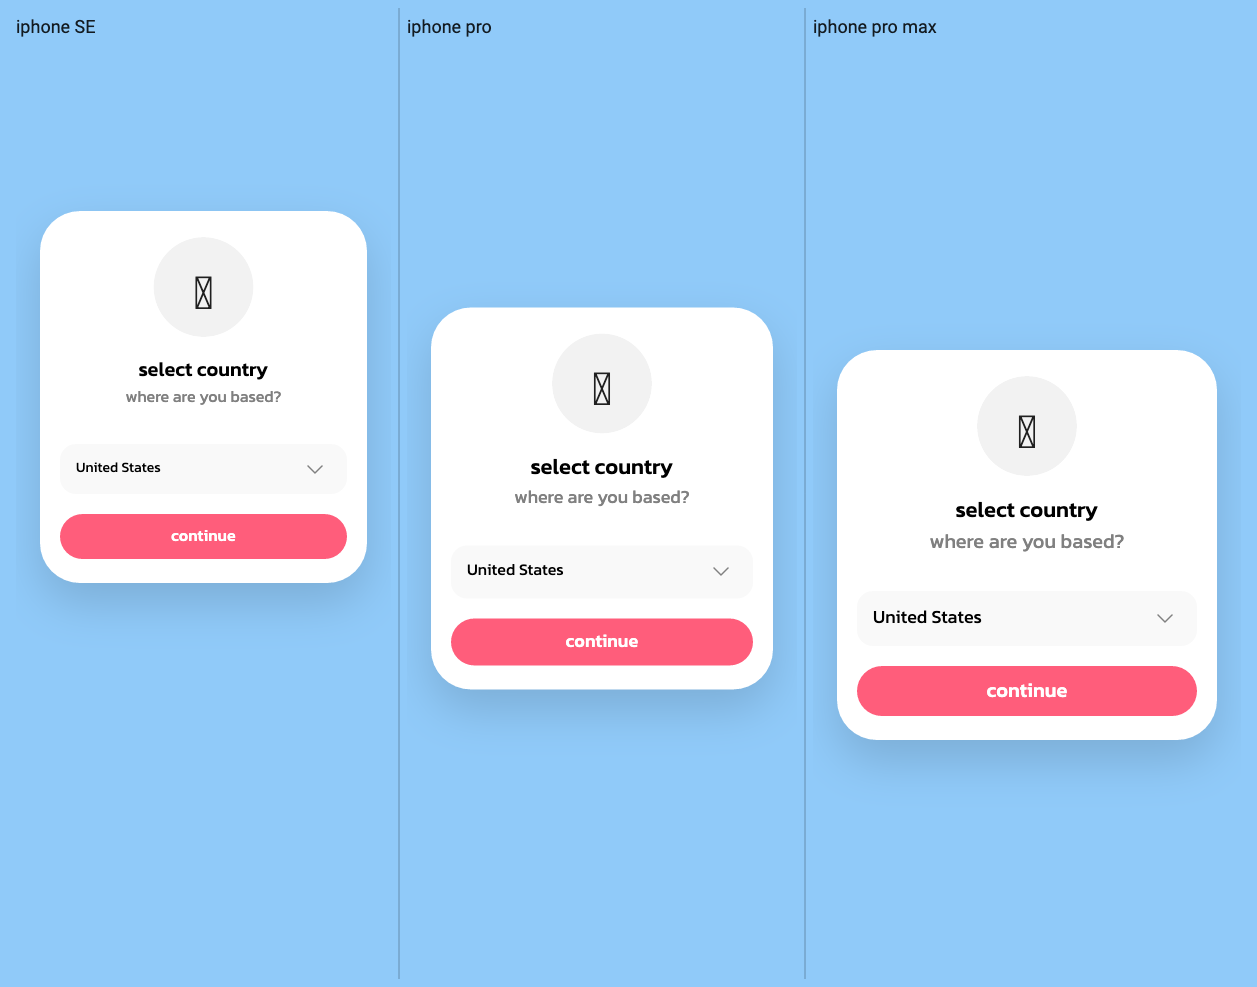 iphone SE
select country
where are you based?
United States
continue
iphone pro
select country
where are you based?
United States
continue
iphone pro max
select country
where are you based?
United States
continue